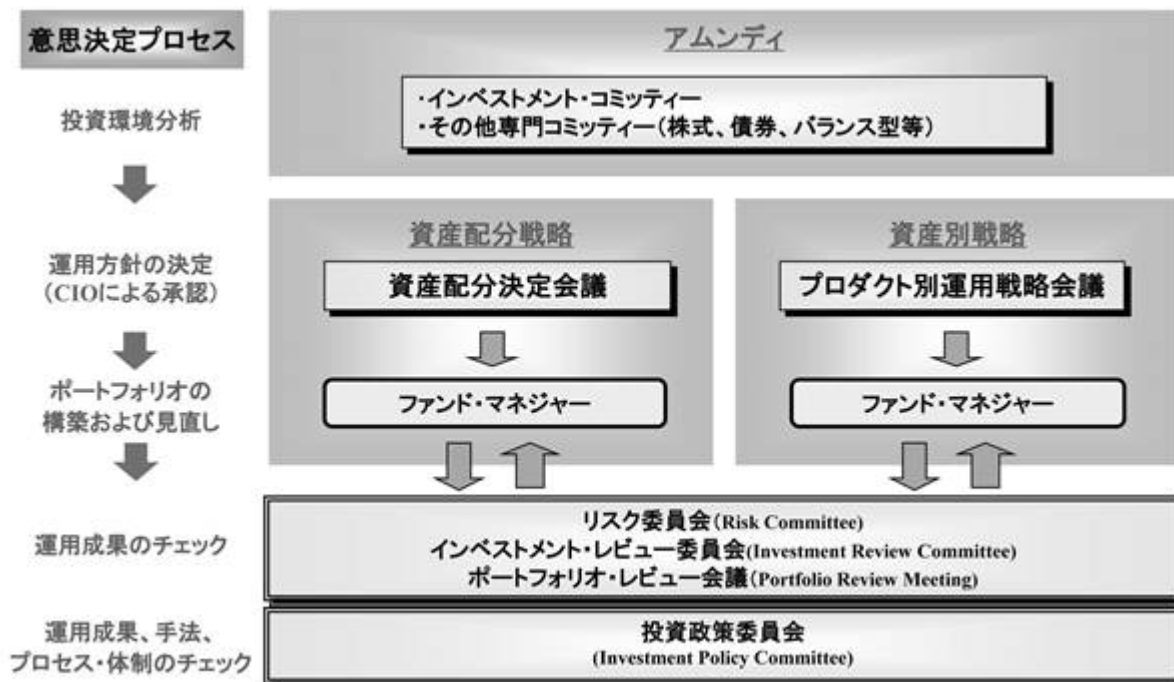 意思決定プロセス
アムンディ
投資環境分析
・インベストメント・コミッティー
・その他専門コミッティー(株式、債券、バランス型等)
運用方針の決定
(CIOによる承認)
資産配分戦略
資産配分決定会議
資産別戦略
プロダクト別運用戦略会議
ポートフォリオの
構築および見直し
ファンド・マネジャー
ファンド・マネジャー
運用成果のチェック
リスク委員会(Risk Committee)
インベストメント・レビュー委員会(Investment Review Committee)
ポートフォリオ・レビュー会議(Portfolio Review Meeting)
運用成果、手法、
プロセス・体制のチェック
投資政策委員会
(Investment Policy Committee)